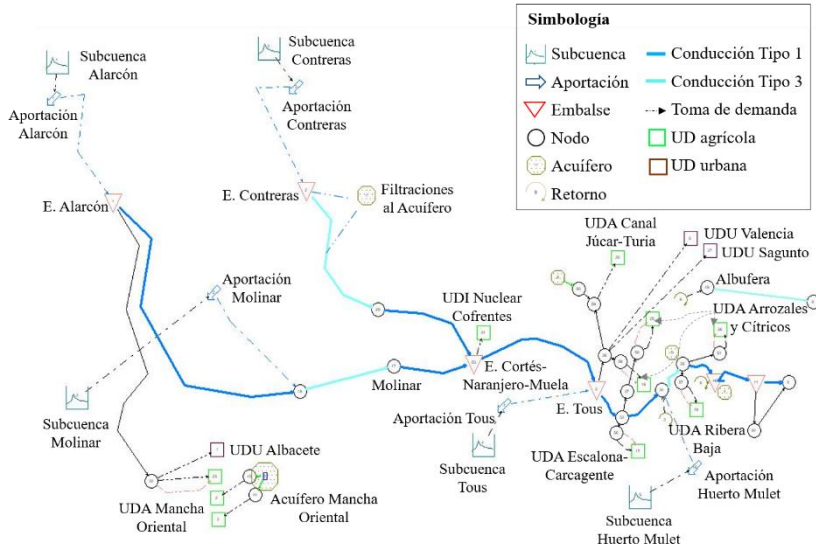 Simbología
Subcuenca
Aportación
Embalse
Nodo
Acuífero
Retorno
Conducción Tipo 1
Conducción Tipo 3
Toma de demanda
UD agrícola
UD urbana
Subcuenca
Alarcón
Aportación
Alarcón
Subcuenca
Contreras
Aportación
Contreras
E. Alarcón
E. Contreras
Filtraciones
al Acuífero
Aportación
Molinar
UDA Canal
Júcar-Turia
UDU Valencia
UDU Sagunto
Albufera
UDI Nuclear
Cofrentes
UDA Arrozales
y Cítricos
Molinar
E. Cortés-
Naranjero-Muela
E. Tous
Subcuenca
Molinar
Aportación Tous
Subcuenca
Tous
UDA Escalona-
Carcagente
UDA Ribera
Baja
Aportación
Huerto Mulet
Subcuenca
Huerto Mulet
UDU Albacete
UDA Mancha
Oriental
Acuífero Mancha
Oriental